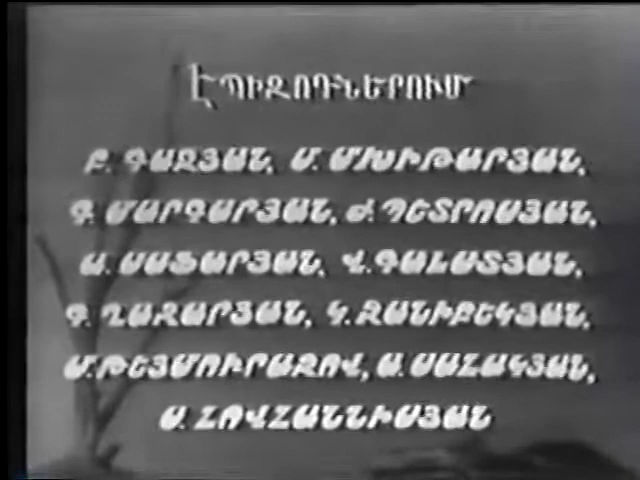 ԷՊԻԶՈԴՆԵՐՈՒՄ
Բ. ԳԱԶՅԱՆ, Մ. ՄԽԻԹԱՐՅԱՆ,
Գ. ՄԱՐԳԱՐՅԱՆ, Ժ. ՊԵՏՐՈՍՅԱՆ,
Ա. ՍԱՖԱՐՅԱՆ, Վ. ԳԱԼՍՏՅԱՆ,
Գ. ՂԱԶԱՐՅԱՆ, Կ. ՋԱՆԻԲԵԿՅԱՆ,
Մ. ԹԵՅՄՈՒՐԱԶՈՎ, Ա. ՍԱՀԱԿՅԱՆ,
Ս. ՀՈՎՀԱՆՆԻՍՅԱՆ